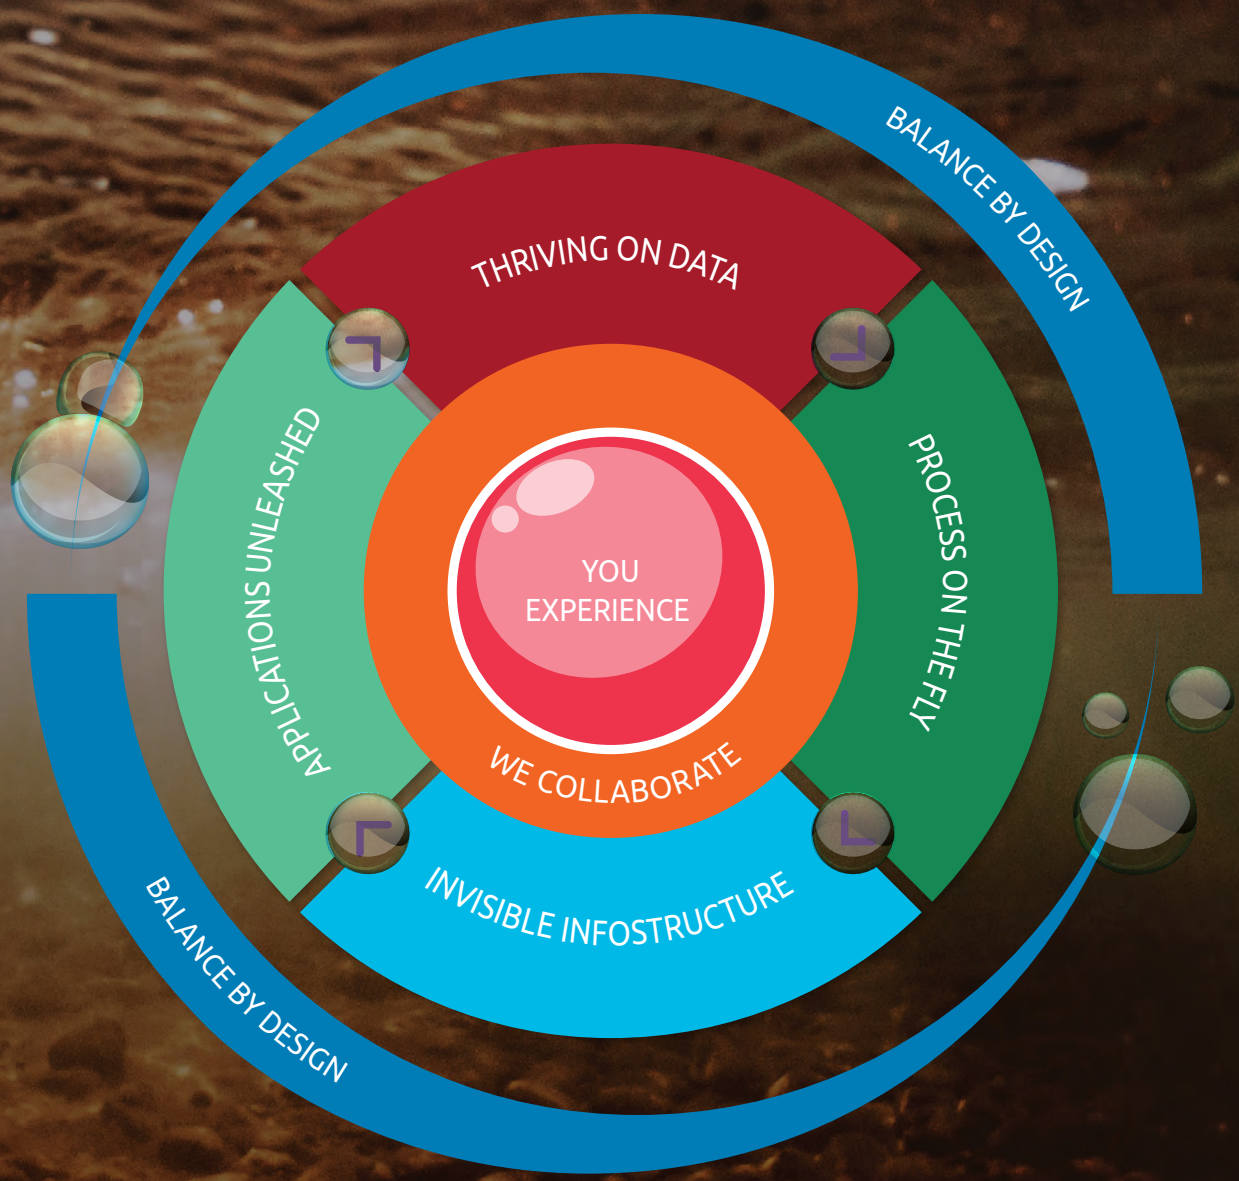 BALANCE BY DESIGN
THRIVING ON DATA
APPLICATIONS UNLEASHED
PROCESS ON THE FLY
YOU
EXPERIENCE
WE COLLABORATE
INVISIBLE INFOSTRUCTURE
BALANCE BY DESIGN